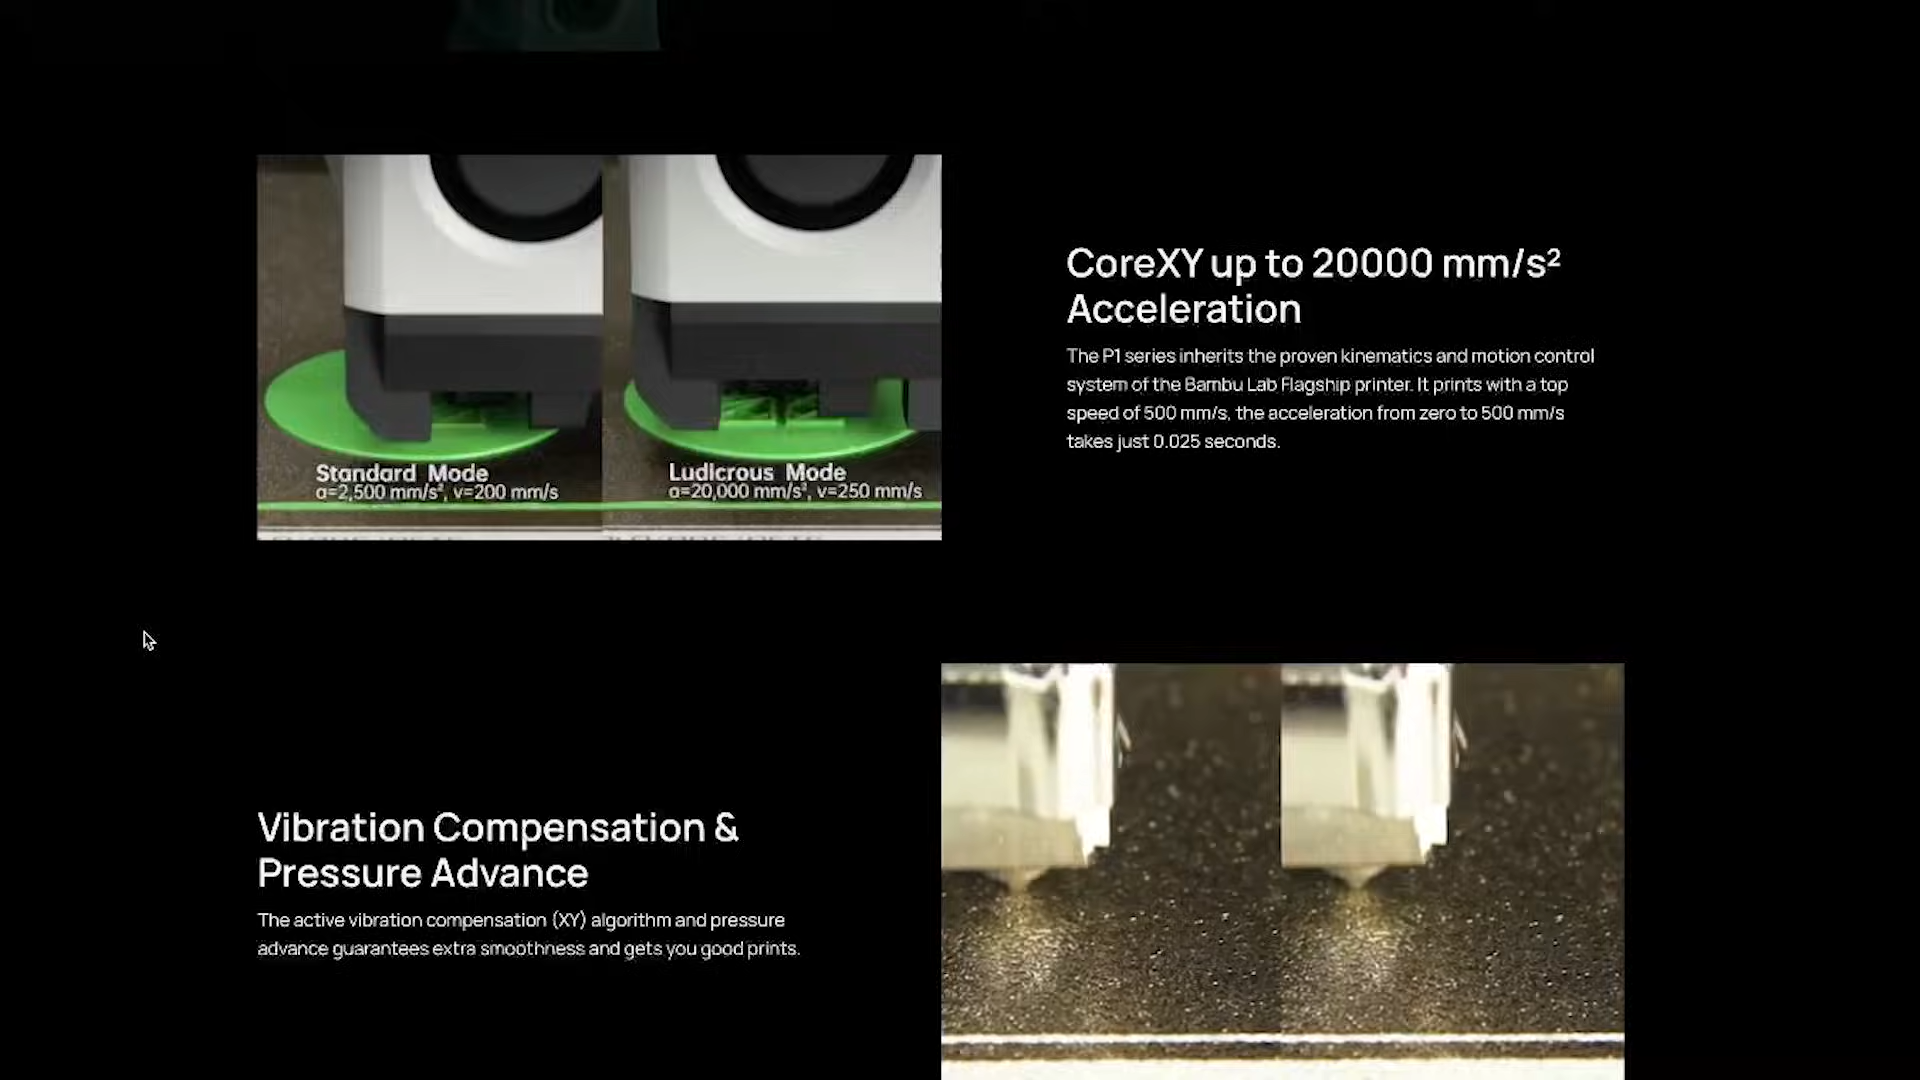 CoreXY up to 20000 mm/s²
Acceleration
The P1 series inherits the proven kinematics and motion control
system of the Bambu Lab Flagship printer. It prints with a top
speed of 500 mm/s, the acceleration from zero to 500 mm/s
takes just 0.025 seconds.
Standard Mode
a=2,500 mm/s², v=200 mm/s
Ludicrous Mode
a=20,000 mm/s², v=250 mm/s
Vibration Compensation &
Pressure Advance
The active vibration compensation (XY) algorithm and pressure
advance guarantees extra smoothness and gets you good prints.